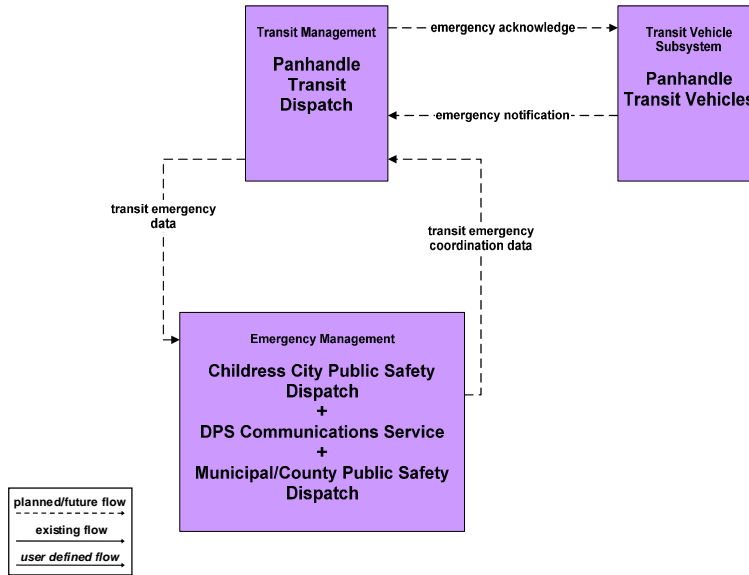 Transit Management
Panhandle
Transit
Dispatch
emergency acknowledge
Transit Vehicle
Subsystem
Panhandle
Transit Vehicles
emergency notification
transit emergency
data
transit emergency
coordination data
Emergency Management
Childress City Public Safety
Dispatch
+
DPS Communications Service
+
Municipal/County Public Safety
Dispatch
planned/future flow
existing flow
user defined flow